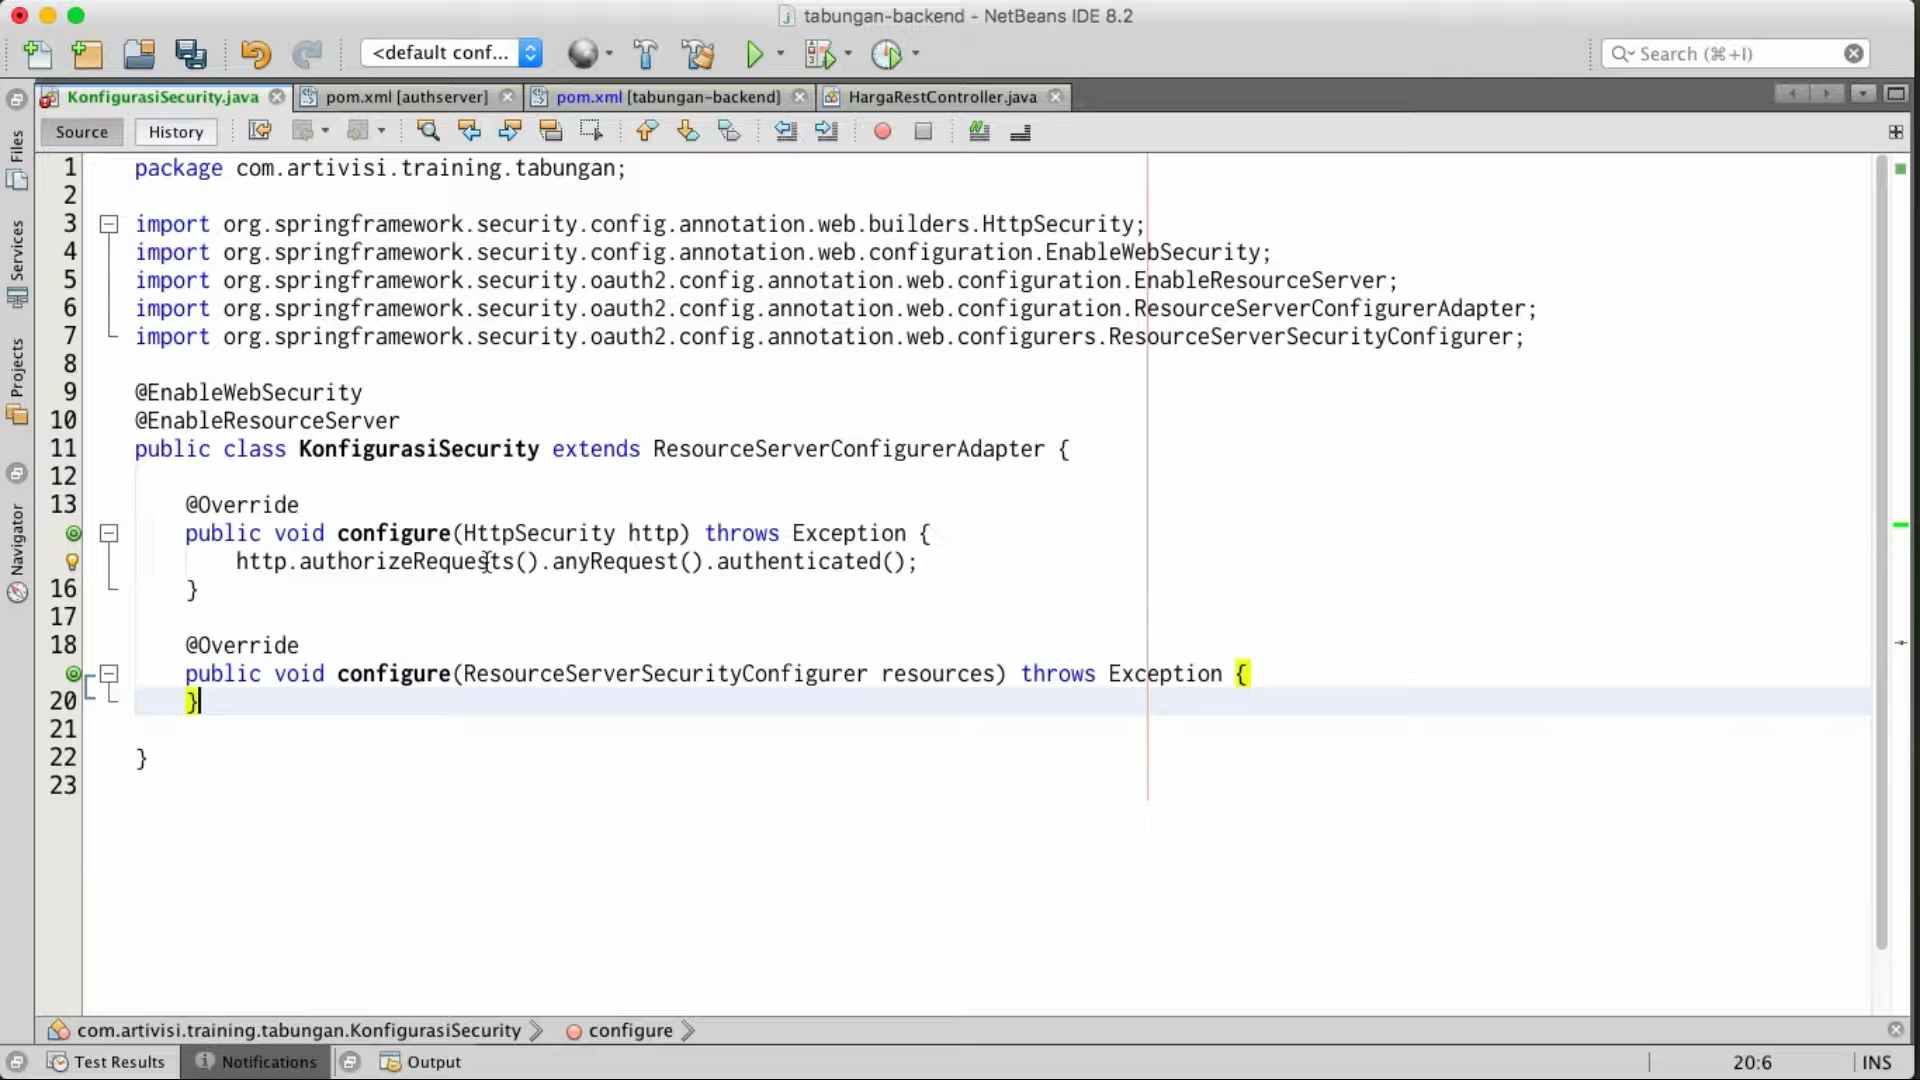 tabungan-backend - NetBeans IDE 8.2
<default conf...
Search (⌘+I)
KonfigurasiSecurity.java
pom.xml [authserver]
pom.xml [tabungan-backend]
HargaRestController.java
Source
History
Files
Services
Projects
Navigator
1 package com.artivisi.training.tabungan;
2
3 import org.springframework.security.config.annotation.web.builders.HttpSecurity;
4 import org.springframework.security.config.annotation.web.configuration.EnableWebSecurity;
5 import org.springframework.security.oauth2.config.annotation.web.configuration.EnableResourceServer;
6 import org.springframework.security.oauth2.config.annotation.web.configuration.ResourceServerConfigurerAdapter;
7 import org.springframework.security.oauth2.config.annotation.web.configurers.ResourceServerSecurityConfigurer;
8
9 @EnableWebSecurity
10 @EnableResourceServer
11 public class KonfigurasiSecurity extends ResourceServerConfigurerAdapter {
12
13 @Override
public void configure(HttpSecurity http) throws Exception {
http.authorizeRequests().anyRequest().authenticated();
16 }
17
18 @Override
public void configure(ResourceServerSecurityConfigurer resources) throws Exception {
20 }
21
22 }
23
com.artivisi.training.tabungan.KonfigurasiSecurity
configure
Test Results
Notifications
Output
20:6
INS